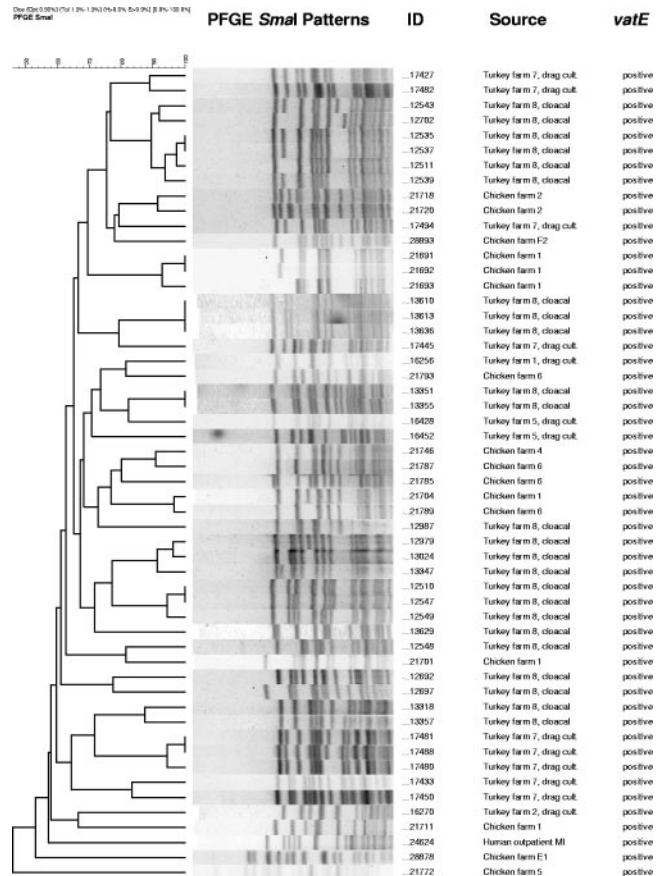 PFGE SmaI Patterns ID Source vatE
PFGE SmaI
17427 Turkey farm 7, drag cult. positive
17482 Turkey farm 7, drag cult. positive
12543 Turkey farm 8, cloacal positive
12702 Turkey farm 8, cloacal positive
12535 Turkey farm 8, cloacal positive
12537 Turkey farm 8, cloacal positive
12511 Turkey farm 8, cloacal positive
12539 Turkey farm 8, cloacal positive
21718 Chicken farm 2 positive
21720 Chicken farm 2 positive
17494 Turkey farm 7, drag cult. positive
28893 Chicken farm F2 positive
21691 Chicken farm 1 positive
21692 Chicken farm 1 positive
21693 Chicken farm 1 positive
13610 Turkey farm 8, cloacal positive
13613 Turkey farm 8, cloacal positive
13636 Turkey farm 8, cloacal positive
17445 Turkey farm 7, drag cult. positive
16256 Turkey farm 1, drag cult. positive
21793 Chicken farm 6 positive
13351 Turkey farm 8, cloacal positive
13355 Turkey farm 8, cloacal positive
16428 Turkey farm 5, drag cult. positive
16452 Turkey farm 5, drag cult. positive
21746 Chicken farm 4 positive
21787 Chicken farm 6 positive
21785 Chicken farm 6 positive
21704 Chicken farm 1 positive
21789 Chicken farm 6 positive
12987 Turkey farm 8, cloacal positive
12979 Turkey farm 8, cloacal positive
13024 Turkey farm 8, cloacal positive
13347 Turkey farm 8, cloacal positive
12510 Turkey farm 8, cloacal positive
12547 Turkey farm 8, cloacal positive
12549 Turkey farm 8, cloacal positive
13629 Turkey farm 8, cloacal positive
12548 Turkey farm 8, cloacal positive
21701 Chicken farm 1 positive
12692 Turkey farm 8, cloacal positive
12697 Turkey farm 8, cloacal positive
13318 Turkey farm 8, cloacal positive
13357 Turkey farm 8, cloacal positive
17481 Turkey farm 7, drag cult. positive
17488 Turkey farm 7, drag cult. positive
17480 Turkey farm 7, drag cult. positive
17433 Turkey farm 7, drag cult. positive
17450 Turkey farm 7, drag cult. positive
16270 Turkey farm 2, drag cult. positive
21711 Chicken farm 1 positive
24624 Human outpatient MI positive
28878 Chicken farm E1 positive
21772 Chicken farm 5 positive